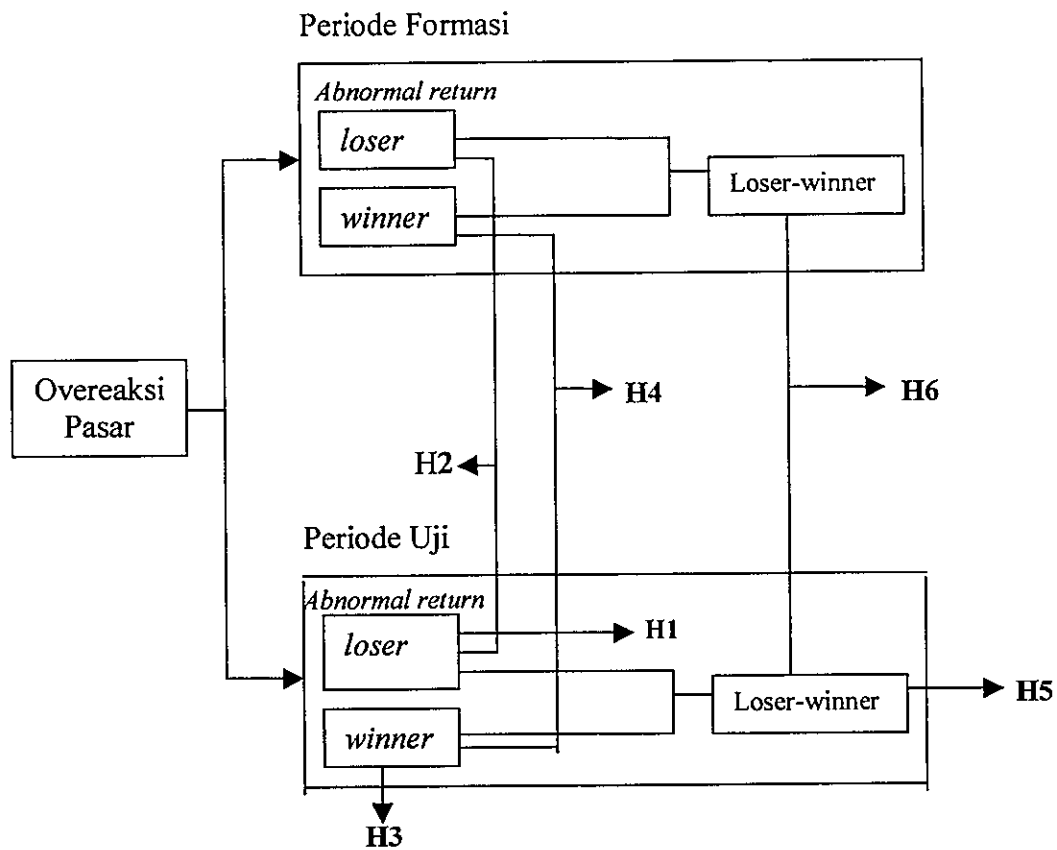 Periode Formasi
Abnormal return
loser
Loser-winner
winner
H4
H6
Overeaksi
Pasar
H2
Periode Uji
Abnormal return
H1
loser
Loser-winner
H5
winner
H3